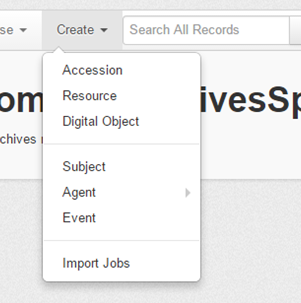 se Create Search All Records
Accession
om ivesSp
Resource
Digital Object
chives
Subject
Agent
Event
Import Jobs